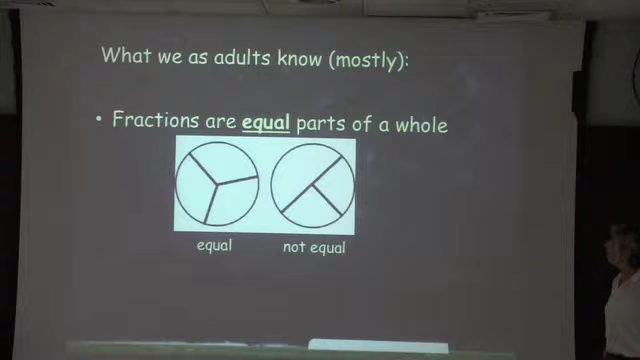 What we as adults know (mostly):
• Fractions are equal parts of a whole
equal
not equal